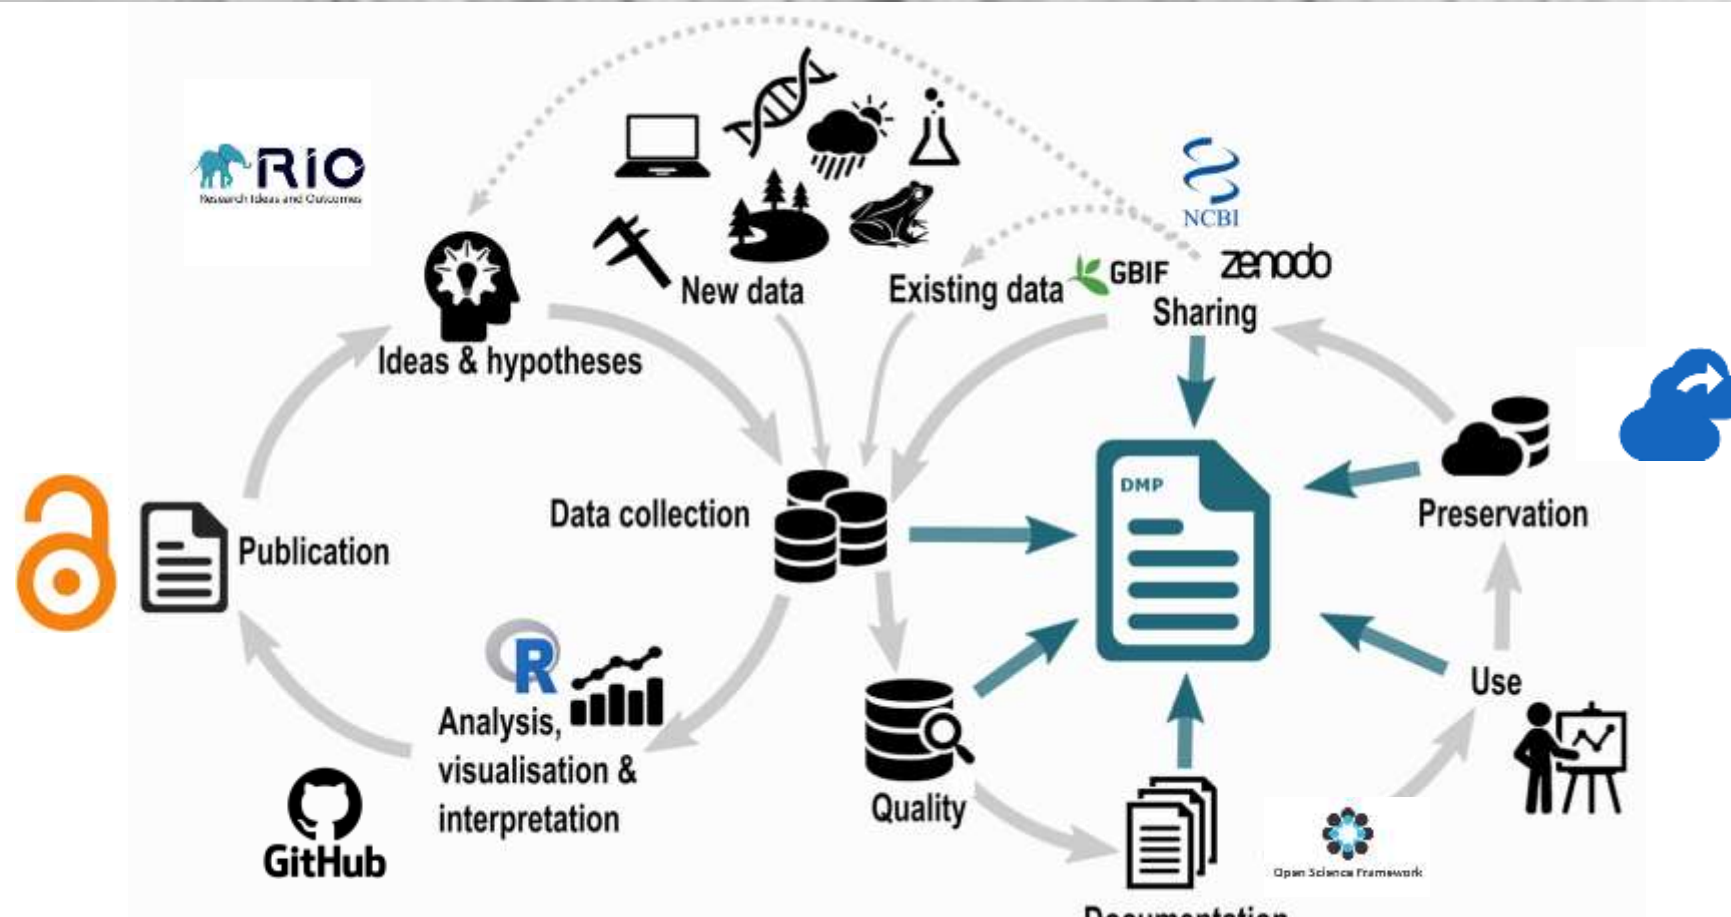 RIO
Research Ideas and Outcomes
NCBI
zenodo
GBIF
Sharing
New data
Existing data
Ideas & hypotheses
DMP
Data collection
Preservation
Publication
R
Use
Analysis,
visualisation &
interpretation
Quality
GitHub
Open Science Framework
Documentation